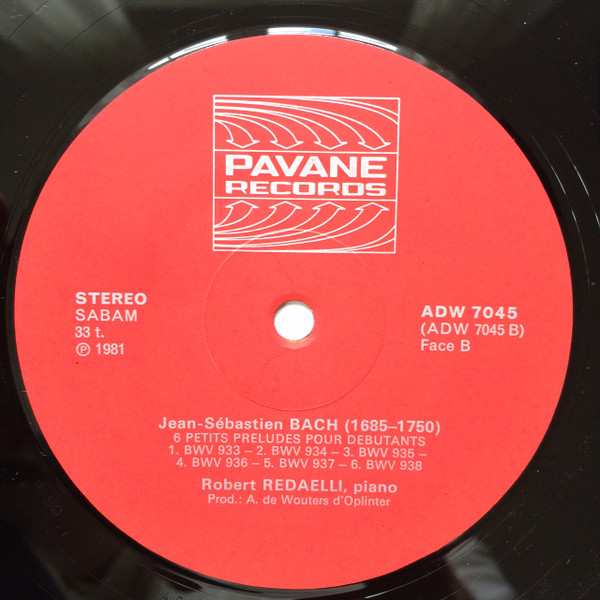 PAVANE
RECORDS
STEREO
SABAM
33 t.
℗ 1981
ADW 7045
(ADW 7045 B)
Face B
Jean-Sébastien BACH (1685–1750)
6 PETITS PRELUDES POUR DEBUTANTS
1. BWV 933 – 2. BWV 934 – 3. BWV 935 –
4. BWV 936 – 5. BWV 937 – 6. BWV 938
Robert REDAELLI, piano
Prod.: A. de Wouters d'Oplinter